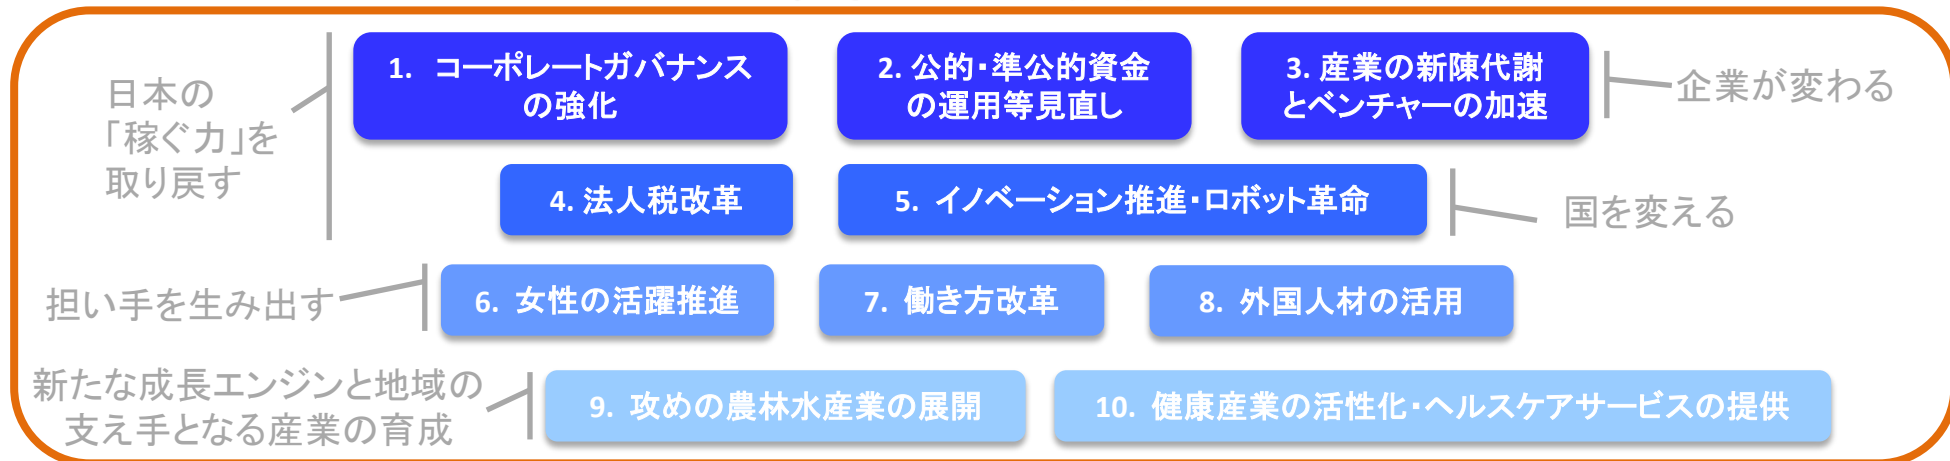 日本の
「稼ぐ力」を
取り戻す
1. コーポレートガバナンス
の強化
2. 公的・準公的資金
の運用等見直し
3. 産業の新陳代謝
とベンチャーの加速
企業が変わる
4. 法人税改革
5. イノベーション推進・ロボット革命
国を変える
担い手を生み出す
6. 女性の活躍推進
7. 働き方改革
8. 外国人材の活用
新たな成長エンジンと地域の
支え手となる産業の育成
9. 攻めの農林水産業の展開
10. 健康産業の活性化・ヘルスケアサービスの提供